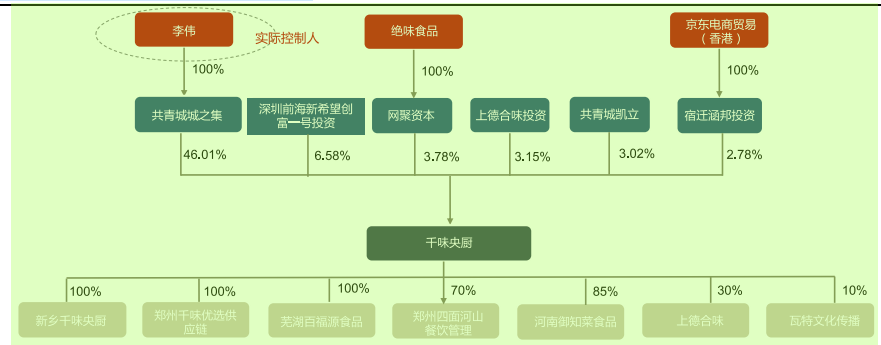 李伟
实际控制人
绝味食品
京东电商贸易
（香港）
100%
100%
100%
共青城城之集
深圳前海新希望创
富一号投资
网聚资本
上德合味投资
共青城凯立
宿迁涵邦投资
46.01%
6.58%
3.78%
3.15%
3.02%
2.78%
千味央厨
100%
100%
100%
70%
85%
30%
10%
新乡千味央厨
郑州千味优选供
应链
芜湖百福源食品
郑州四面河山
餐饮管理
河南御知菜食品
上德合味
瓦特文化传播